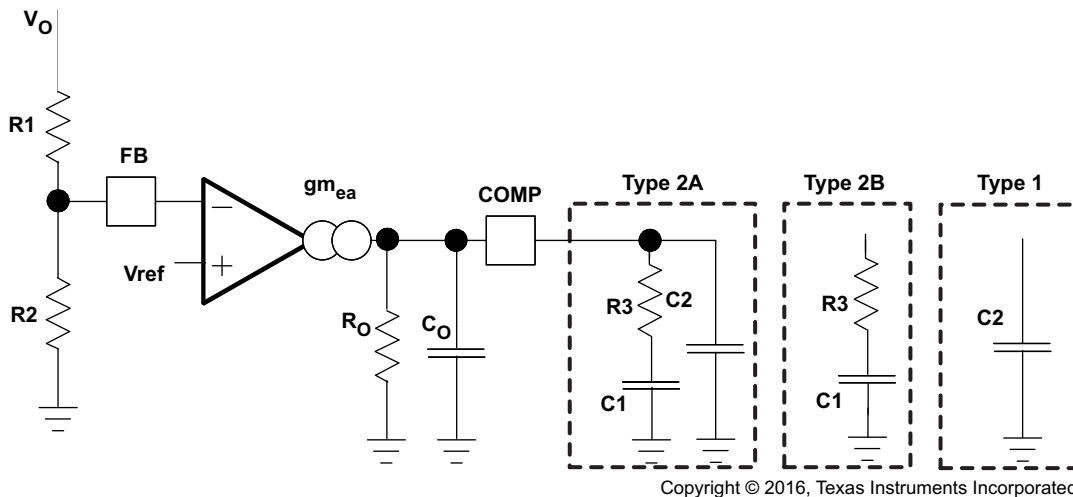 VO
R1
FB
gmea
COMP
Type 2A
Type 2B
Type 1
Vref
R2
RO
CO
R3
C2
C1
R3
C1
C2
Copyright © 2016, Texas Instruments Incorporated